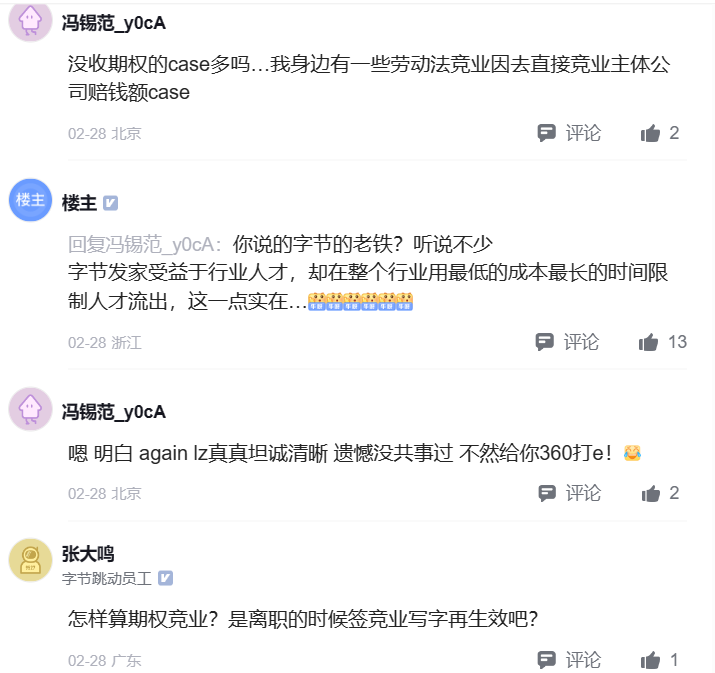 冯锡范_y0cA
没收期权的case多吗…我身边有一些劳动法竞业因去直接竞业主体公
司赔钱额case
02-28 北京
评论
2
楼主
楼主
回复冯锡范_y0cA：你说的字节的老铁？听说不少
字节发家受益于行业人才，却在整个行业用最低的成本最长的时间限
制人才流出，这一点实在…
02-28 浙江
评论
13
冯锡范_y0cA
嗯 明白 again lz真真坦诚清晰 遗憾没共事过 不然给你360打e！
02-28 北京
评论
2
张大鸣
字节跳动员工
怎样算期权竞业？是离职的时候签竞业写字再生效吧？
02-28 广东
评论
1